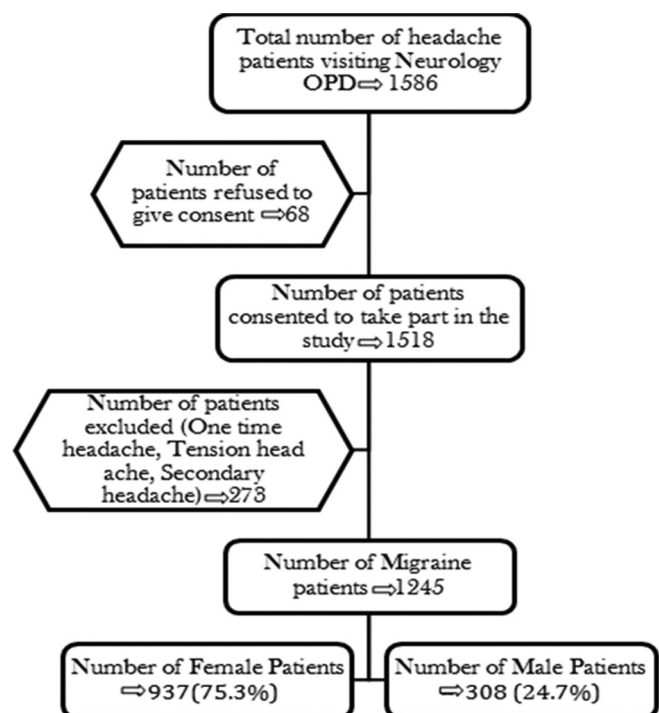 Total number of headache
patients visiting Neurology
OPD⇨ 1586
Number of
patients refused to
give consent ⇨68
Number of patients
consented to take part in the
study⇨1518
Number of patients
excluded (One time
headache, Tension head
ache, Secondary
headache)⇨273
Number of Migraine
patients⇨1245
Number of Female Patients
⇨937(75.3%)
Number of Male Patients
⇨308 (24.7%)